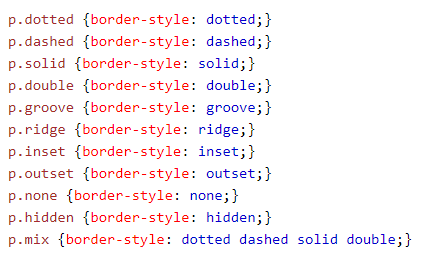 p.dotted {border-style: dotted;}
p.dashed {border-style: dashed;}
p.solid {border-style: solid;}
p.double {border-style: double;}
p.groove {border-style: groove;}
p.ridge {border-style: ridge;}
p.inset {border-style: inset;}
p.outset {border-style: outset;}
p.none {border-style: none;}
p.hidden {border-style: hidden;}
p.mix {border-style: dotted dashed solid double;}